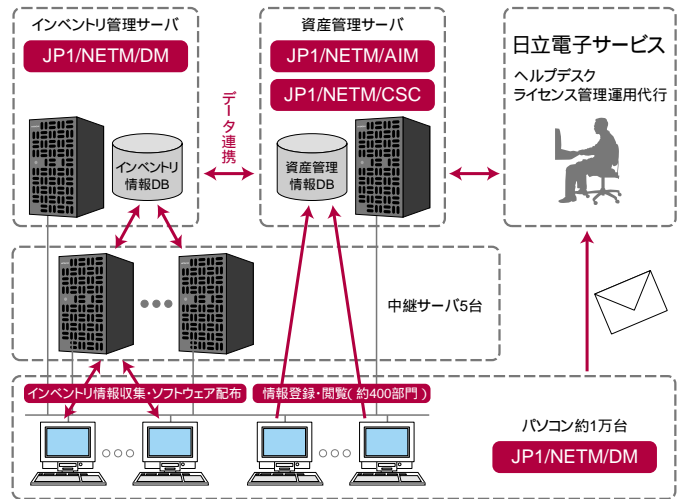 インベントリ管理サーバ
JP1/NETM/DM
インベントリ
情報DB
データ連携
資産管理サーバ
JP1/NETM/AIM
JP1/NETM/CSC
資産管理
情報DB
日立電子サービス
ヘルプデスク
ライセンス管理運用代行
中継サーバ5台
インベントリ情報収集・ソフトウェア配布
情報登録・閲覧(約400部門)
パソコン約1万台
JP1/NETM/DM